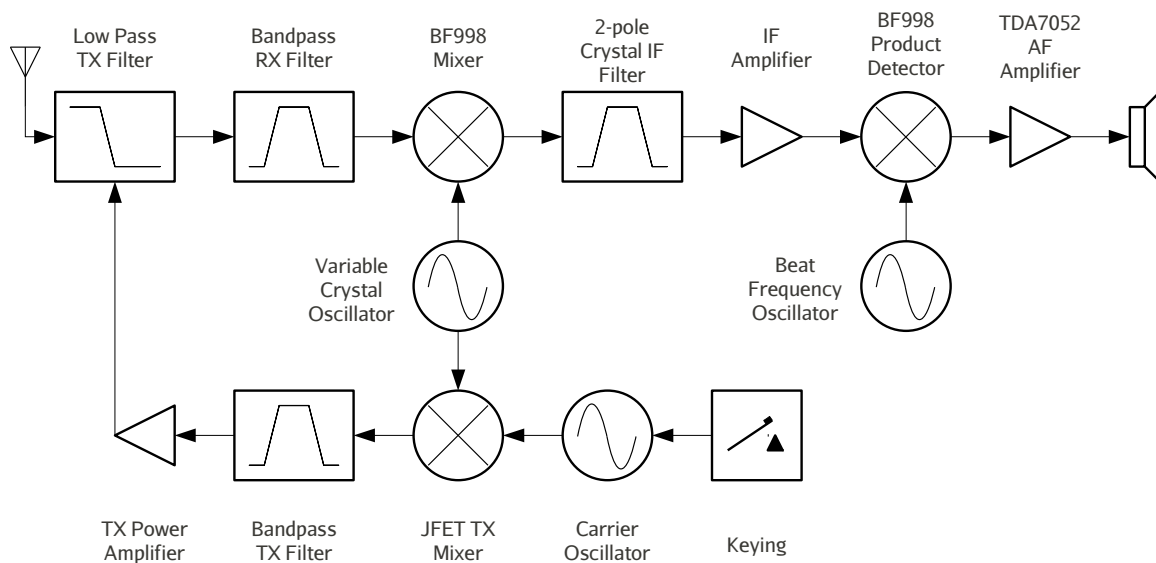 Low Pass
TX Filter
Bandpass
RX Filter
BF998
Mixer
2-pole
Crystal IF
Filter
IF
Amplifier
BF998
Product
Detector
TDA7052
AF
Amplifier
Variable
Crystal
Oscillator
Beat
Frequency
Oscillator
TX Power
Amplifier
Bandpass
TX Filter
JFET TX
Mixer
Carrier
Oscillator
Keying